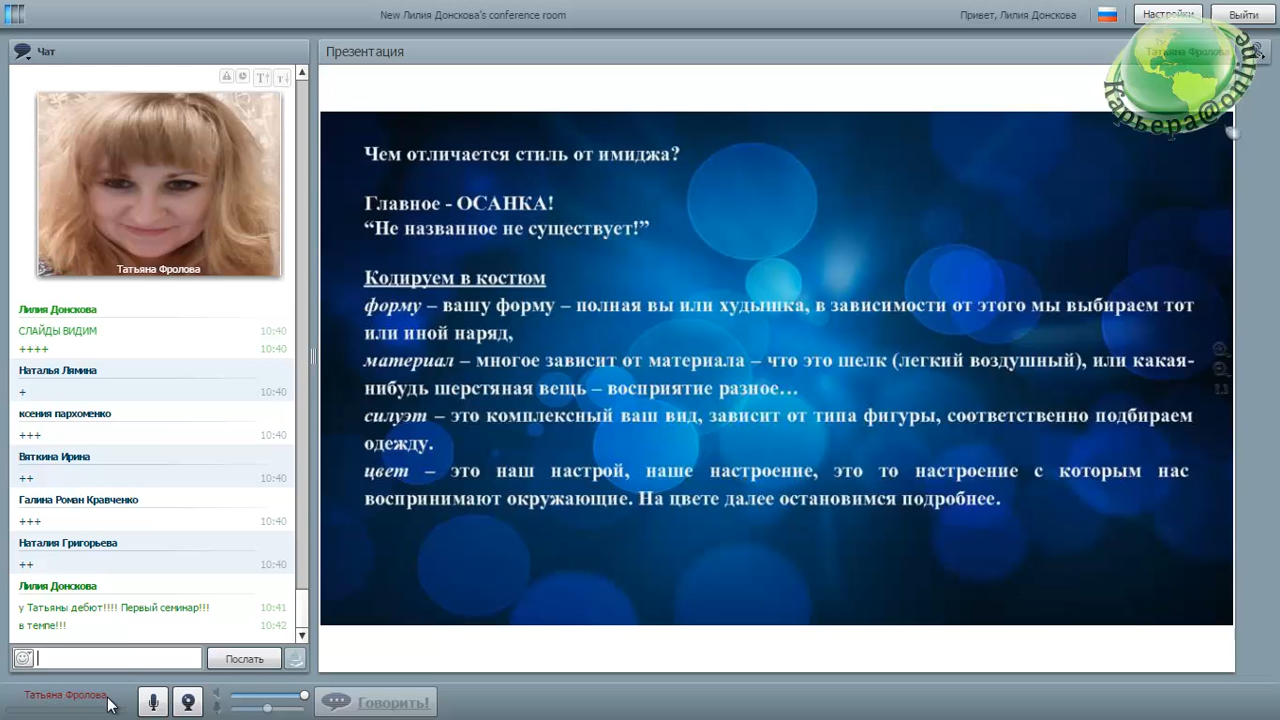 New Лилия Донскова's conference room
Привет, Лилия Донскова
Настройки
Выйти
Чат
Татьяна Фролова
Лилия Донскова
СЛАЙДЫ ВИДИМ 10:40
++++ 10:40
Наталья Лямина
+ 10:40
ксения пархоменко
+++ 10:40
Вяткина Ирина
++ 10:40
Галина Роман Кравченко
+++ 10:40
Наталия Григорьева
++ 10:40
Лилия Донскова
у Татьяны дебют!!!! Первый семинар!!! 10:41
в темпе!!! 10:42
Послать
Татьяна Фролова
Говорить!
Презентация
Татьяна Фролова
Карьера@online
Чем отличается стиль от имиджа?
Главное - ОСАНКА!
“Не названное не существует!”
Кодируем в костюм
форму – вашу форму – полная вы или худышка, в зависимости от этого мы выбираем тот
или иной наряд,
материал – многое зависит от материала – что это шелк (легкий воздушный), или какая-
нибудь шерстяная вещь – восприятие разное…
силуэт – это комплексный ваш вид, зависит от типа фигуры, соответственно подбираем
одежду.
цвет – это наш настрой, наше настроение, это то настроение с которым нас
воспринимают окружающие. На цвете далее остановимся подробнее.